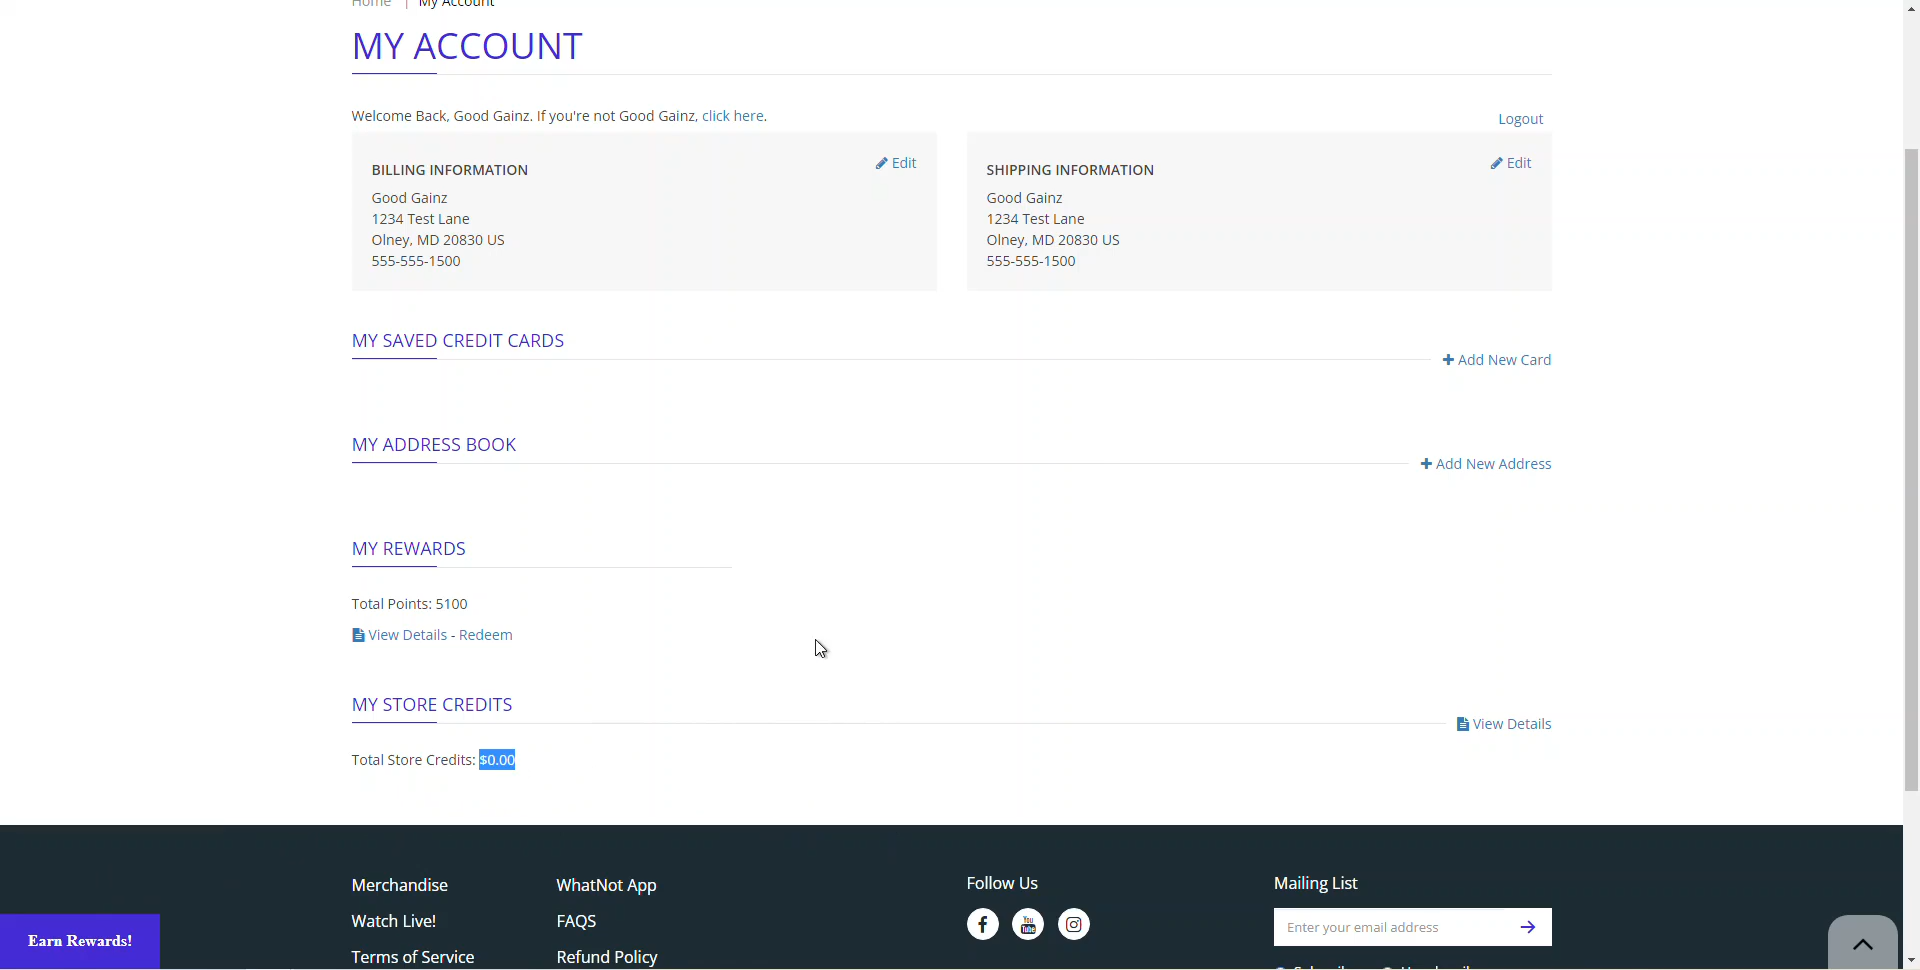 Home | My Account
MY ACCOUNT
Welcome Back, Good Gainz. If you're not Good Gainz, click here.
Logout
BILLING INFORMATION
Edit
Good Gainz
1234 Test Lane
Olney, MD 20830 US
555-555-1500
SHIPPING INFORMATION
Edit
Good Gainz
1234 Test Lane
Olney, MD 20830 US
555-555-1500
MY SAVED CREDIT CARDS
Add New Card
MY ADDRESS BOOK
Add New Address
MY REWARDS
Total Points: 5100
View Details - Redeem
MY STORE CREDITS
View Details
Total Store Credits: $0.00
Merchandise
Watch Live!
Terms of Service
WhatNot App
FAQS
Refund Policy
Follow Us
You Tube
Mailing List
Enter your email address
Earn Rewards!